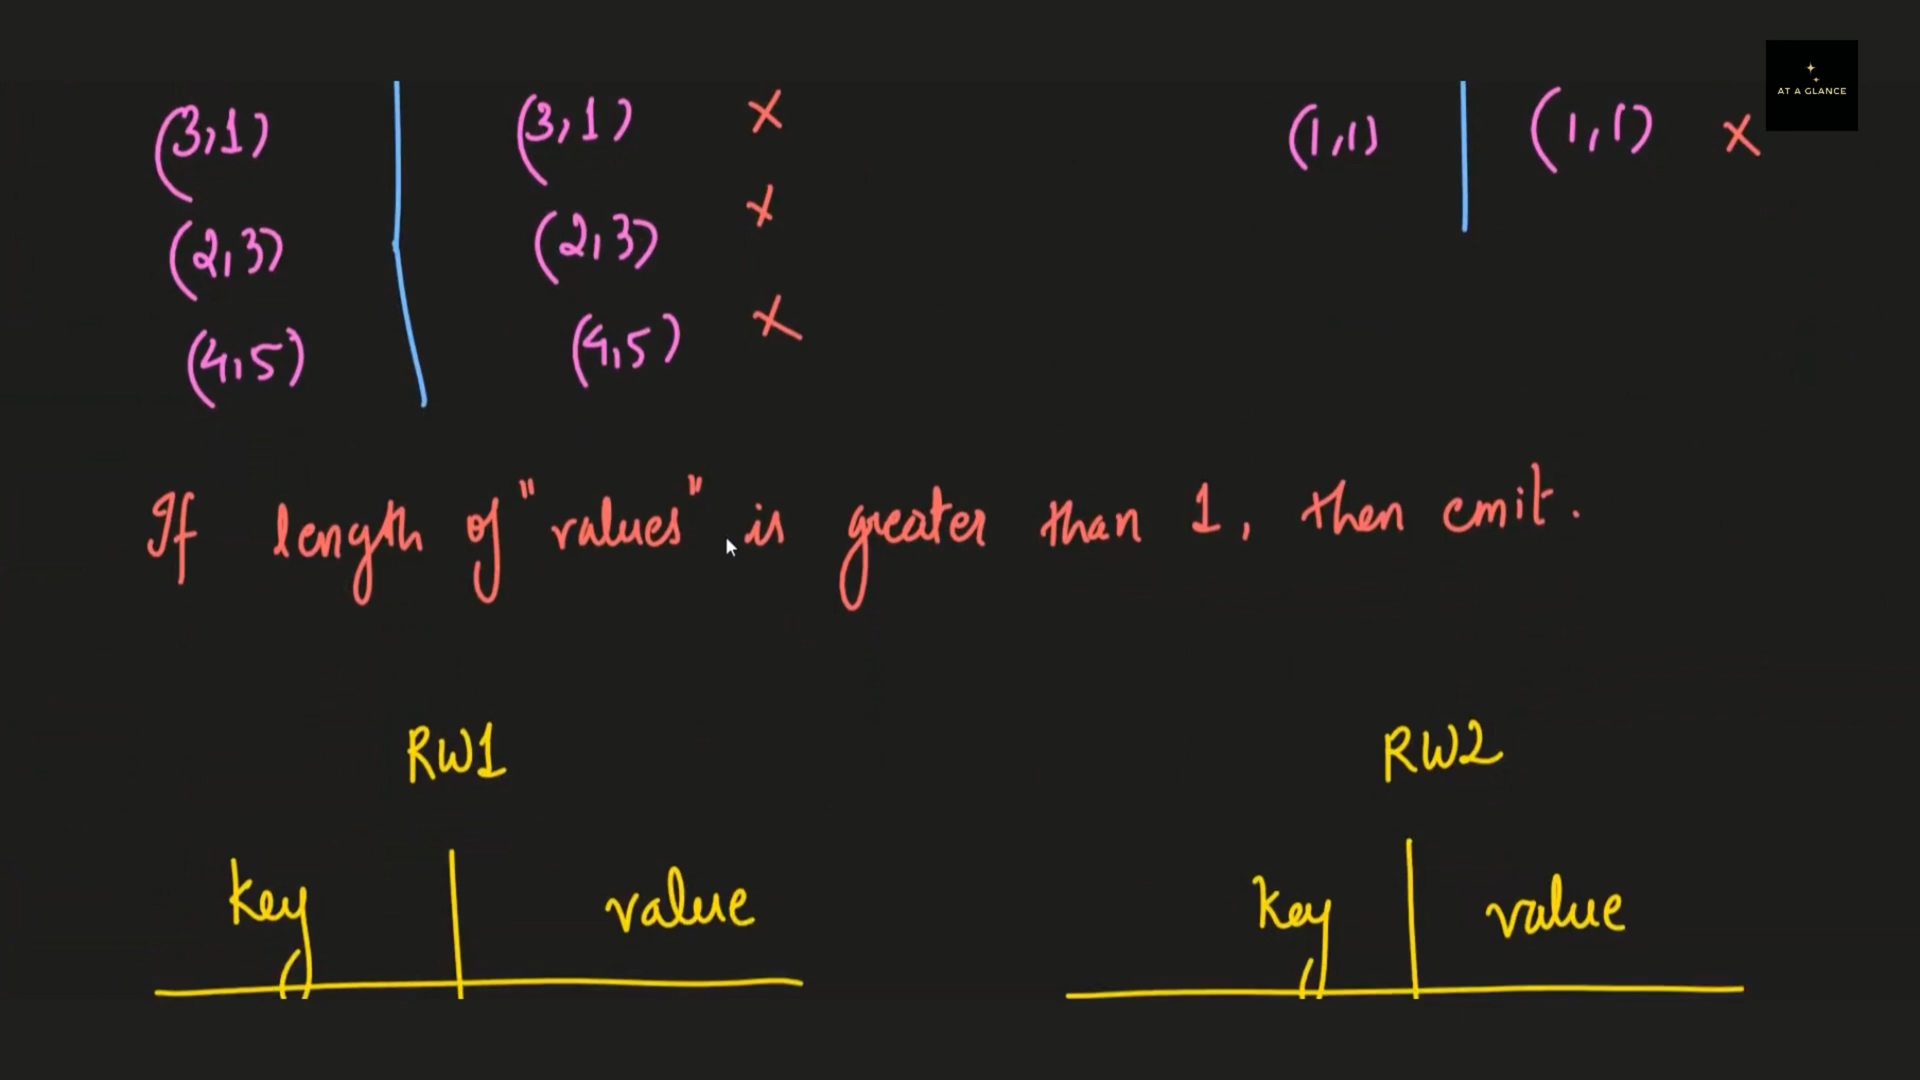 (3,1) (3,1) x (1,1) (1,1) x
(2,3) (2,3) x
(4,5) (4,5) x
If length of "values" is greater than 1, then emit.
RW1 RW2
key value key value
AT A GLANCE